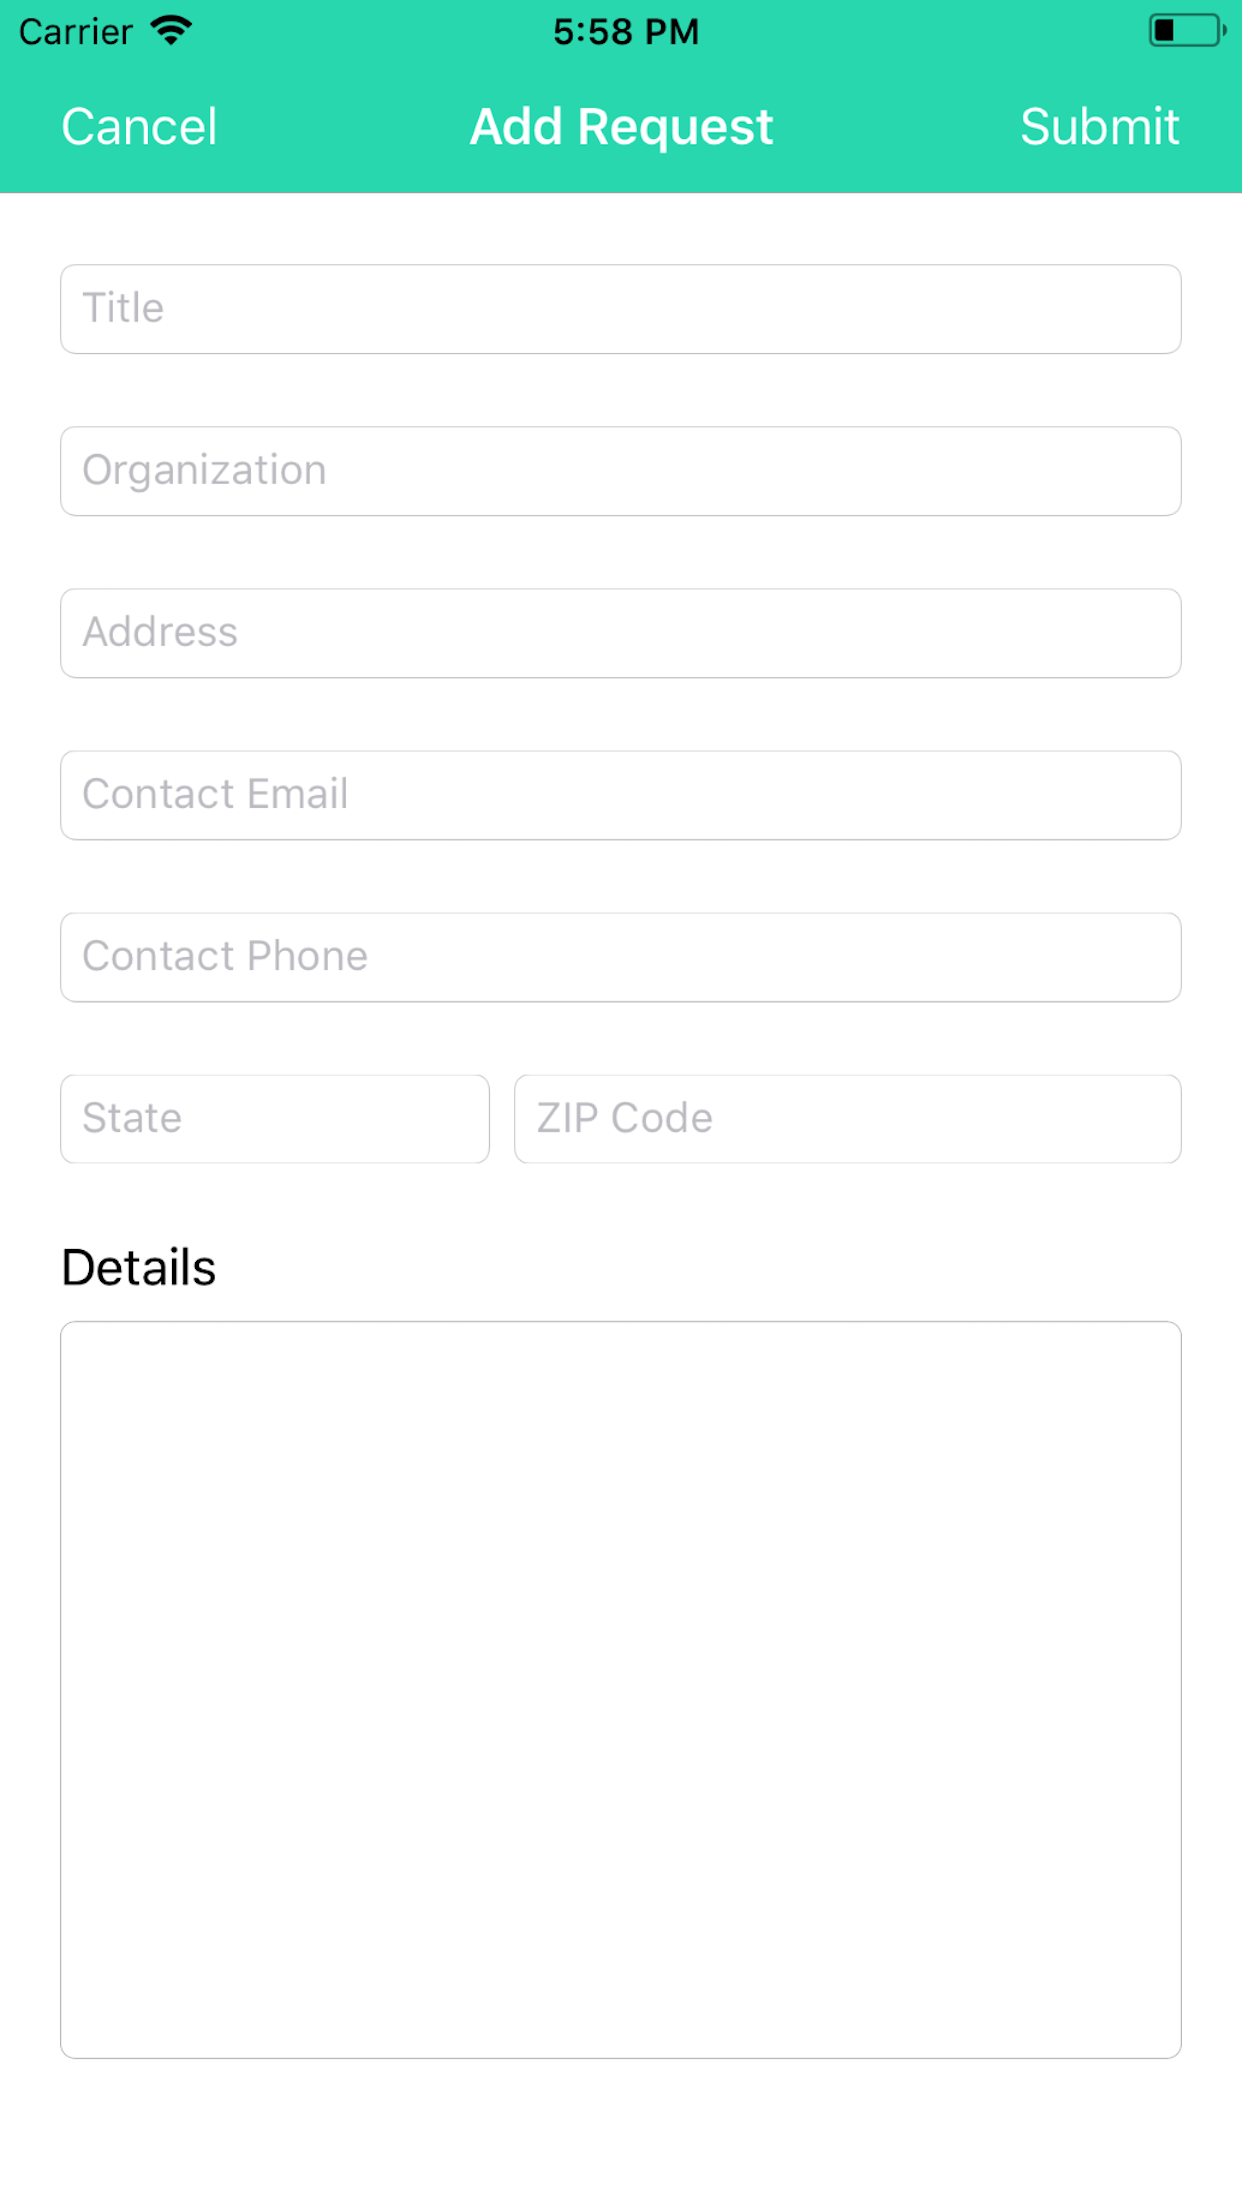 Carrier 5:58 PM
Cancel Add Request Submit
Title
Organization
Address
Contact Email
Contact Phone
State ZIP Code
Details